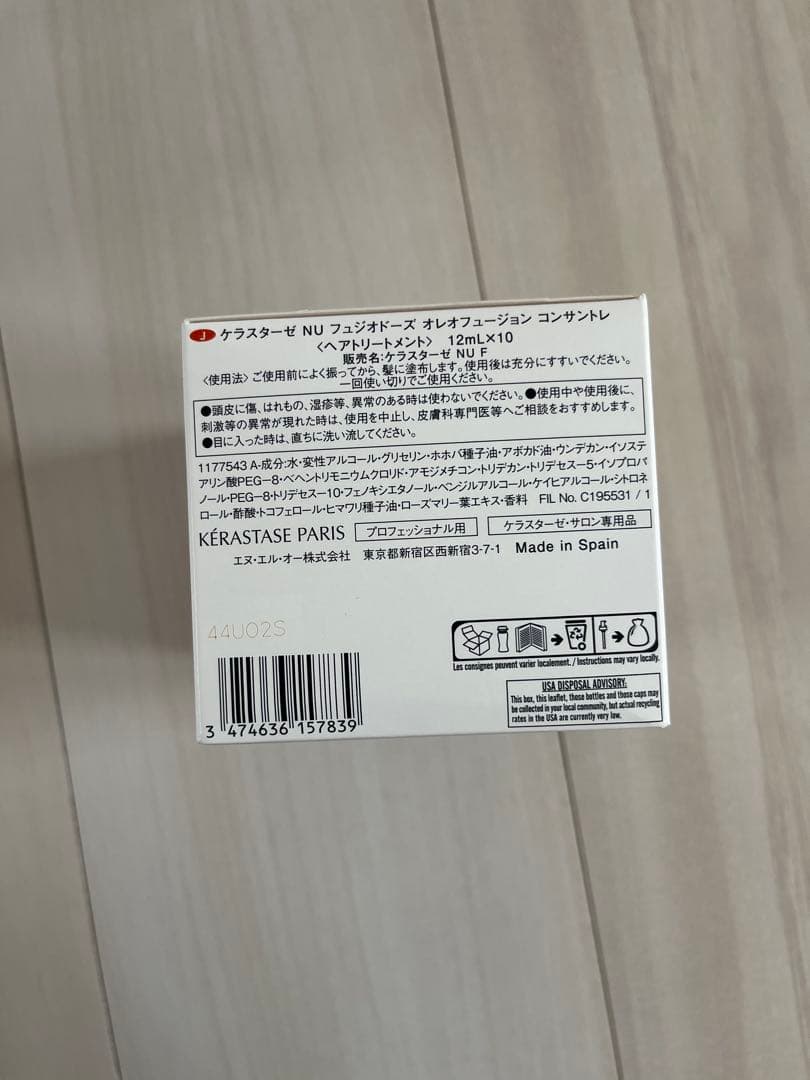 J ケラスターゼ NU フュジオドーズ オレオフュージョン コンサントレ
〈ヘアトリートメント〉 12mL×10
販売名:ケラスターゼ NU F
〈使用法〉ご使用前によく振ってから、髪に塗布します。使用後は充分にすすいでください。
一回使い切りでご使用ください。
●頭皮に傷、はれもの、湿疹等、異常のある時は使わないでください。●使用中や使用後に、
刺激等の異常が現れた時は、使用を中止し、皮膚科専門医等へご相談をおすすめします。
●目に入った時は、直ちに洗い流してください。
1177543 A-成分:水・変性アルコール・グリセリン・ホホバ種子油・アボカド油・ウンデカン・イソステ
アリン酸PEG-8・ベヘントリモニウムクロリド・アモジメチコン・トリデカン・トリデセス-5・イソプロパ
ノール・PEG-8・トリデセス-10・フェノキシエタノール・ベンジルアルコール・ケイヒアルコール・シトロネ
ロール・酢酸・トコフェロール・ヒマワリ種子油・ローズマリー葉エキス・香料 FIL No. C195531 / 1
KÉRASTASE PARIS プロフェッショナル用 ケラスターゼ・サロン専用品
エヌ・エル・オー株式会社 東京都新宿区西新宿3-7-1 Made in Spain
44U02S
Les consignes peuvent varier localement. / Instructions may vary locally.
USA DISPOSAL ADVISORY:
This box, this leaflet, those bottles and those caps may
be collected in your local community, but actual recycling
rates in the USA are currently very low.
3 474636 157839